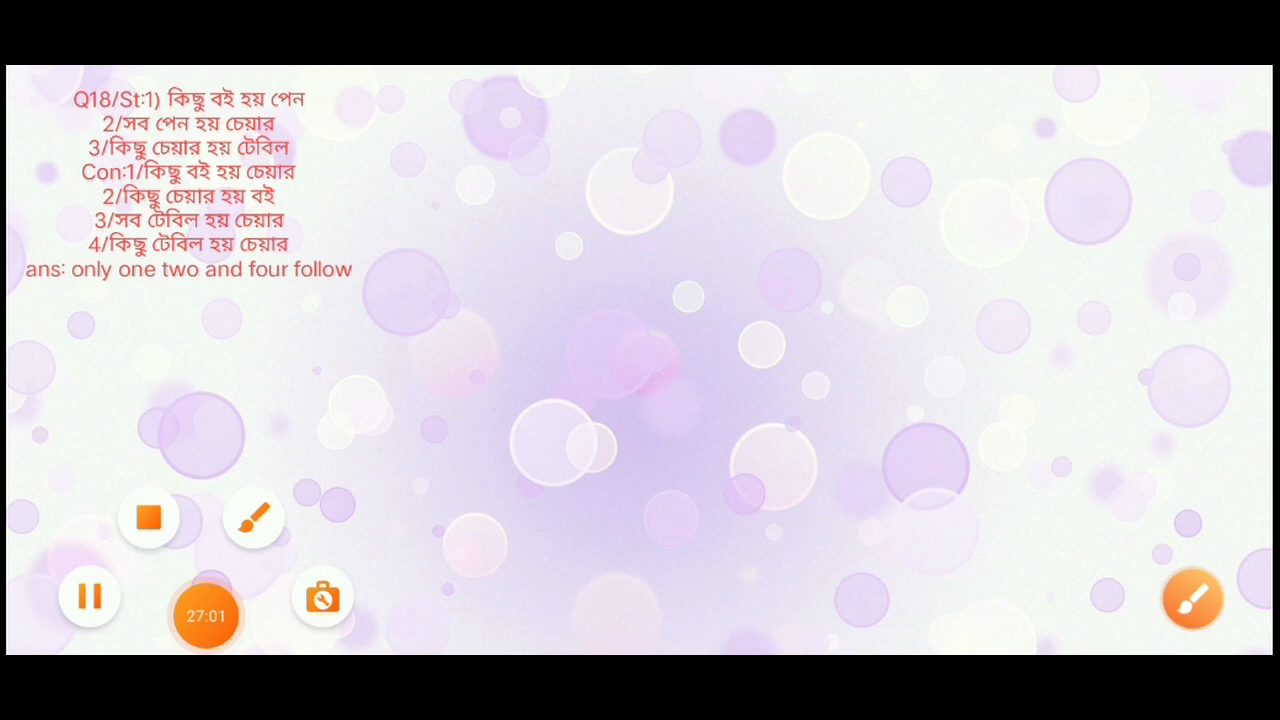 Q18/St:1) কিছু বই হয় পেন
2/সব পেন হয় চেয়ার
3/কিছু চেয়ার হয় টেবিল
Con:1/কিছু বই হয় চেয়ার
2/কিছু চেয়ার হয় বই
3/সব টেবিল হয় চেয়ার
4/কিছু টেবিল হয় চেয়ার
ans: only one two and four follow
27:01